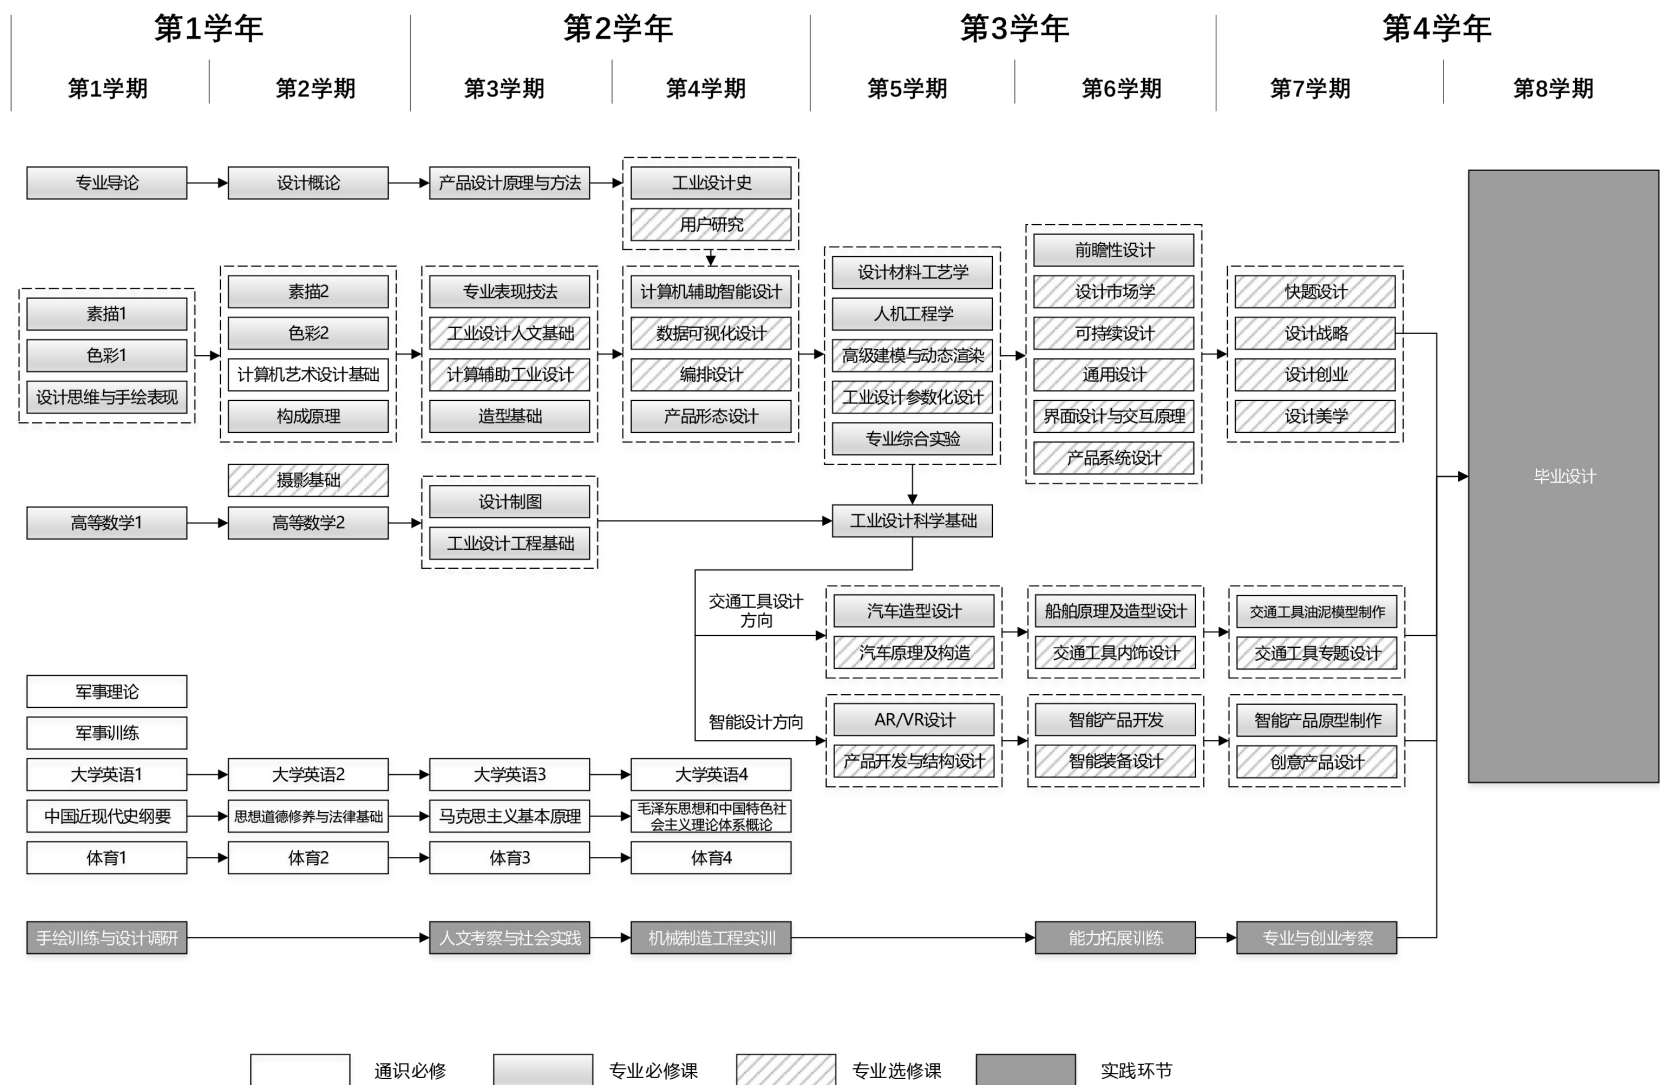 第1学年
第2学年
第3学年
第4学年
第1学期
第2学期
第3学期
第4学期
第5学期
第6学期
第7学期
第8学期
专业导论
设计概论
产品设计原理与方法
工业设计史
用户研究
素描1
色彩1
设计思维与手绘表现
素描2
色彩2
计算机艺术设计基础
构成原理
专业表现技法
工业设计人文基础
计算辅助工业设计
造型基础
计算机辅助智能设计
数据可视化设计
编排设计
产品形态设计
设计材料工艺学
人机工程学
高级建模与动态渲染
工业设计参数化设计
专业综合实验
前瞻性设计
设计市场学
可持续设计
通用设计
界面设计与交互原理
产品系统设计
快题设计
设计战略
设计创业
设计美学
毕业设计
摄影基础
高等数学1
高等数学2
设计制图
工业设计工程基础
工业设计科学基础
交通工具设计
方向
汽车造型设计
汽车原理及构造
船舶原理及造型设计
交通工具内饰设计
交通工具油泥模型制作
交通工具专题设计
智能设计方向
AR/VR设计
产品开发与结构设计
智能产品开发
智能装备设计
智能产品原型制作
创意产品设计
军事理论
军事训练
大学英语1
大学英语2
大学英语3
大学英语4
中国近现代史纲要
思想道德修养与法律基础
马克思主义基本原理
毛泽东思想和中国特色社
会主义理论体系概论
体育1
体育2
体育3
体育4
手绘训练与设计调研
人文考察与社会实践
机械制造工程实训
能力拓展训练
专业与创业考察
通识必修
专业必修课
专业选修课
实践环节